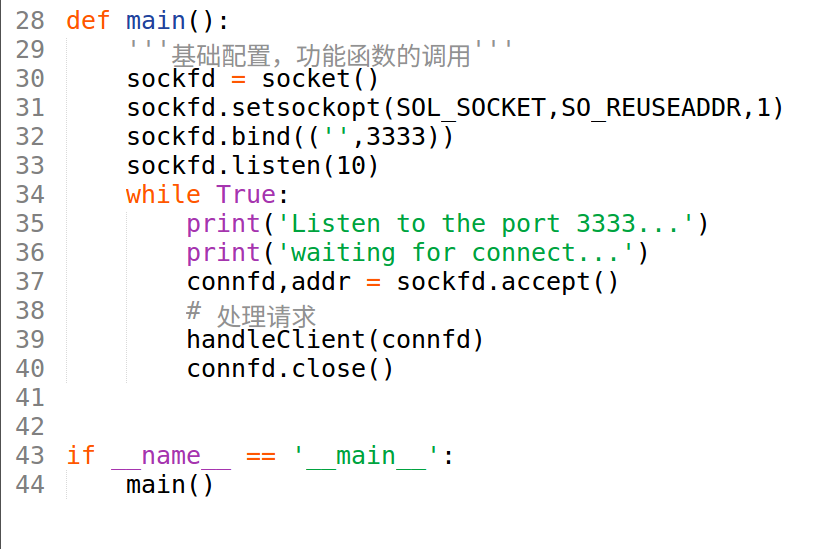 28 def main():
29     '''基础配置，功能函数的调用'''
30     sockfd = socket()
31     sockfd.setsockopt(SOL_SOCKET,SO_REUSEADDR,1)
32     sockfd.bind(('',3333))
33     sockfd.listen(10)
34     while True:
35         print('Listen to the port 3333...')
36         print('waiting for connect...')
37         connfd,addr = sockfd.accept()
38         # 处理请求
39         handleClient(connfd)
40         connfd.close()
41
42
43 if __name__ == '__main__':
44     main()